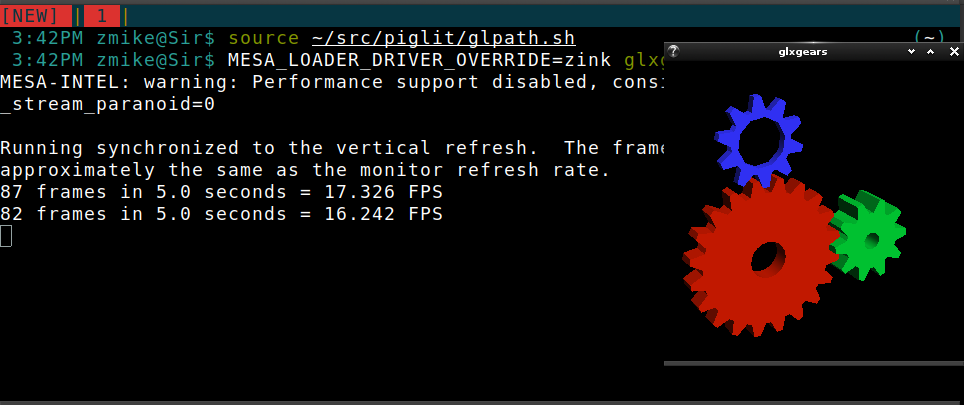 [NEW] | 1 |
3:42PM zmike@Sir$ source ~/src/piglit/glpath.sh (~)
3:42PM zmike@Sir$ MESA_LOADER_DRIVER_OVERRIDE=zink
glxgears
MESA-INTEL: warning: Performance support disabled,
_stream_paranoid=0
Running synchronized to the vertical refresh. The
approximately the same as the monitor refresh rate.
87 frames in 5.0 seconds = 17.326 FPS
82 frames in 5.0 seconds = 16.242 FPS